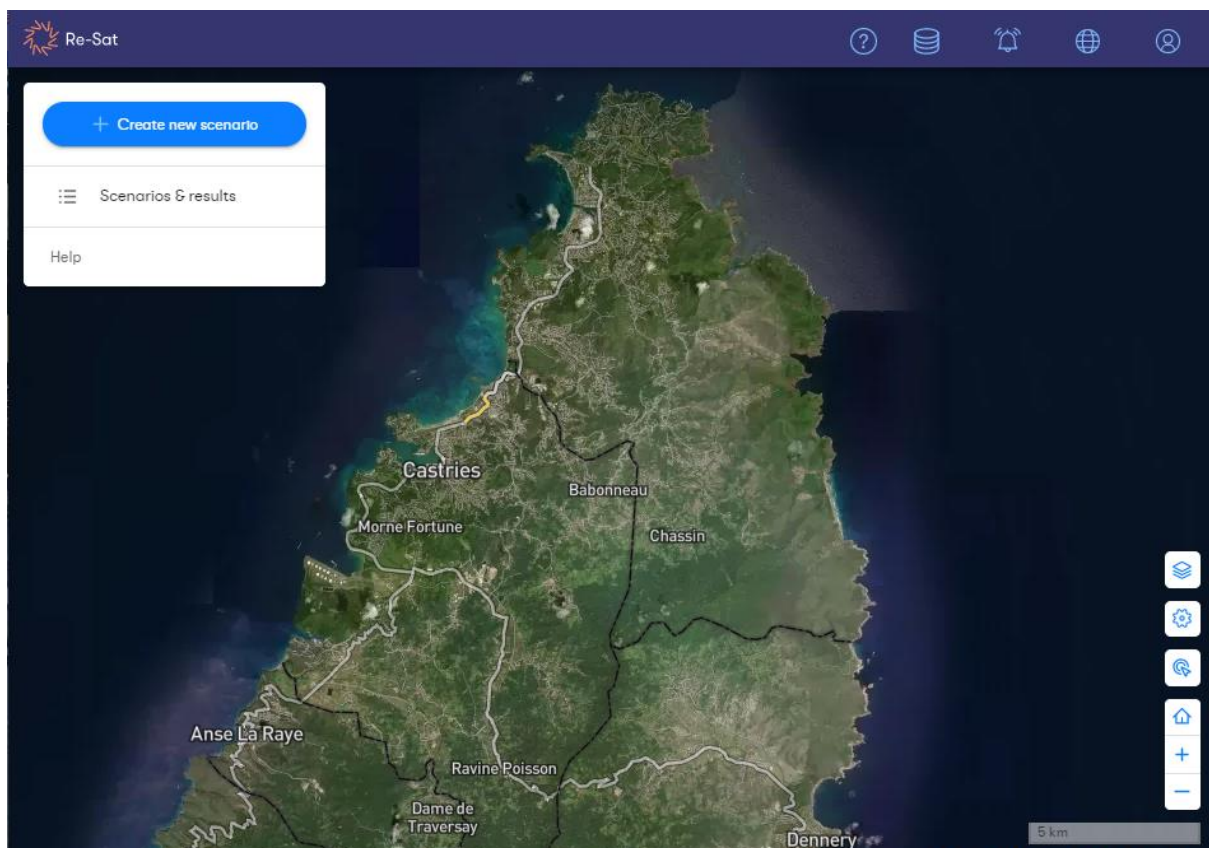 Re-Sat
?
+ Create new scenario
Scenarios & results
Help
Castries
Babonneau
Morne Fortune
Chassin
Anse La Raye
Ravine Poisson
Dame de
Traversay
Dennery
+
−
5 km